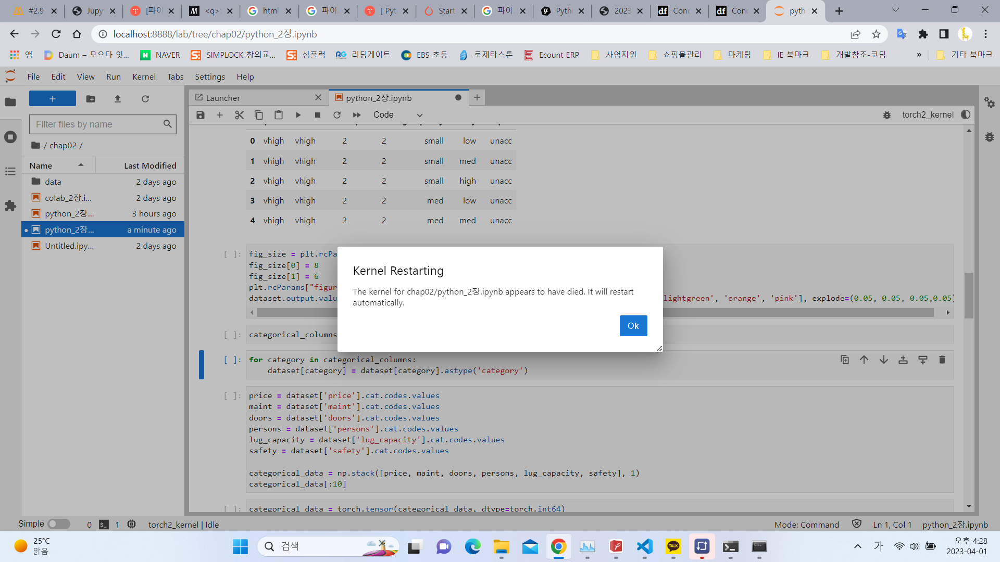 #2.9
Jupy
[파이
<q>
html
파이
[ Pyt
Start
파이
Pyth
2023
Conc
Conc
pyth
localhost:8888/lab/tree/chap02/python_2장.ipynb
앱
Daum – 모으다 잇...
NAVER
SIMPLOCK 창의교...
심플럭
리딩게이트
EBS 초등
로제타스톤
Ecount ERP
사업지원
쇼핑몰관리
마케팅
IE 북마크
개발참조-코딩
»
기타 북마크
File Edit View Run Kernel Tabs Settings Help
Launcher
python_2장.ipynb
Code
torch2_kernel
Filter files by name
/ chap02 /
Name Last Modified
data 2 days ago
colab_2장.i... 2 days ago
python_2장... 3 hours ago
python_2장... a minute ago
Untitled.ipy... 2 days ago
0 vhigh vhigh 2 2 small low unacc
1 vhigh vhigh 2 2 small med unacc
2 vhigh vhigh 2 2 small high unacc
3 vhigh vhigh 2 2 med low unacc
4 vhigh vhigh 2 2 med med unacc
[ ]: fig_size = plt.rcPa
fig_size[0] = 8
fig_size[1] = 6
plt.rcParams["figur
dataset.output.valu
lightgreen', 'orange', 'pink'], explode=(0.05, 0.05, 0.05,0.05)
Kernel Restarting
The kernel for chap02/python_2장.ipynb appears to have died. It will restart
automatically.
Ok
[ ]: categorical_columns
[ ]: for category in categorical_columns:
dataset[category] = dataset[category].astype('category')
[ ]: price = dataset['price'].cat.codes.values
maint = dataset['maint'].cat.codes.values
doors = dataset['doors'].cat.codes.values
persons = dataset['persons'].cat.codes.values
lug_capacity = dataset['lug_capacity'].cat.codes.values
safety = dataset['safety'].cat.codes.values
categorical_data = np.stack([price, maint, doors, persons, lug_capacity, safety], 1)
categorical_data[:10]
[ ]: categorical_data = torch.tensor(categorical_data, dtype=torch.int64)
Simple 0 1 torch2_kernel | Idle
Mode: Command Ln 1, Col 1 python_2장.ipynb
25°C
맑음
검색
TALK
가
오후 4:28
2023-04-01